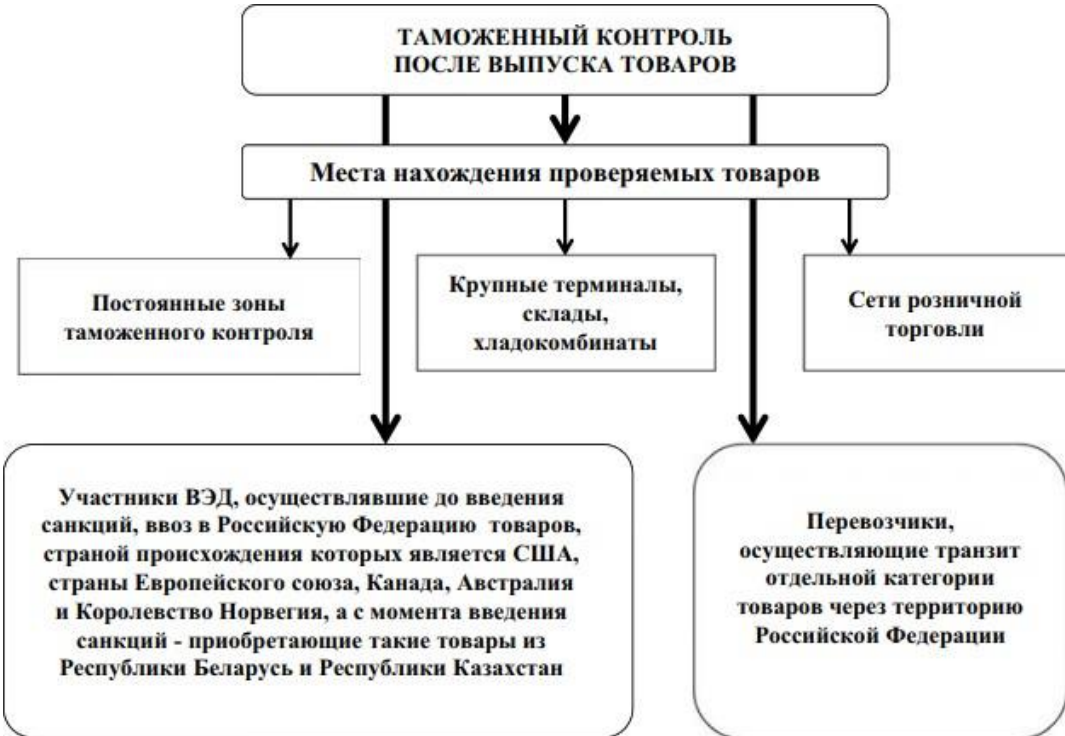 ТАМОЖЕННЫЙ КОНТРОЛЬ
ПОСЛЕ ВЫПУСКА ТОВАРОВ
Места нахождения проверяемых товаров
Постоянные зоны
таможенного контроля
Крупные терминалы,
склады,
хладокомбинаты
Сети розничной
торговли
Участники ВЭД, осуществлявшие до введения
санкций, ввоз в Российскую Федерацию товаров,
страной происхождения которых является США,
страны Европейского союза, Канада, Австралия
и Королевство Норвегия, а с момента введения
санкций - приобретающие такие товары из
Республики Беларусь и Республики Казахстан
Перевозчики,
осуществляющие транзит
отдельной категории
товаров через территорию
Российской Федерации